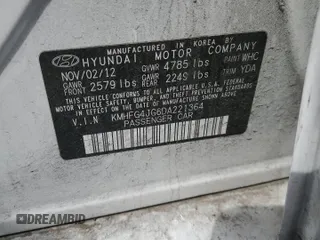 MANUFACTURED IN KOREA BY
HYUNDAI MOTOR COMPANY
NOV/02/12 GVWR 4785 lbs PAINT WHC
GAWR FRONT 2579 lbs GAWR REAR 2249 lbs TRIM YDA
THIS VEHICLE CONFORMS TO ALL APPLICABLE
U.S. FEDERAL MOTOR VEHICLE SAFETY, BUMPER,
AND THEFT PREVENTION STANDARDS IN EFFECT ON
THE DATE OF MANUFACTURE SHOWN ABOVE.
V.I.N. KMHFG4JG6DA221364
PASSENGER CAR
DREAMBID